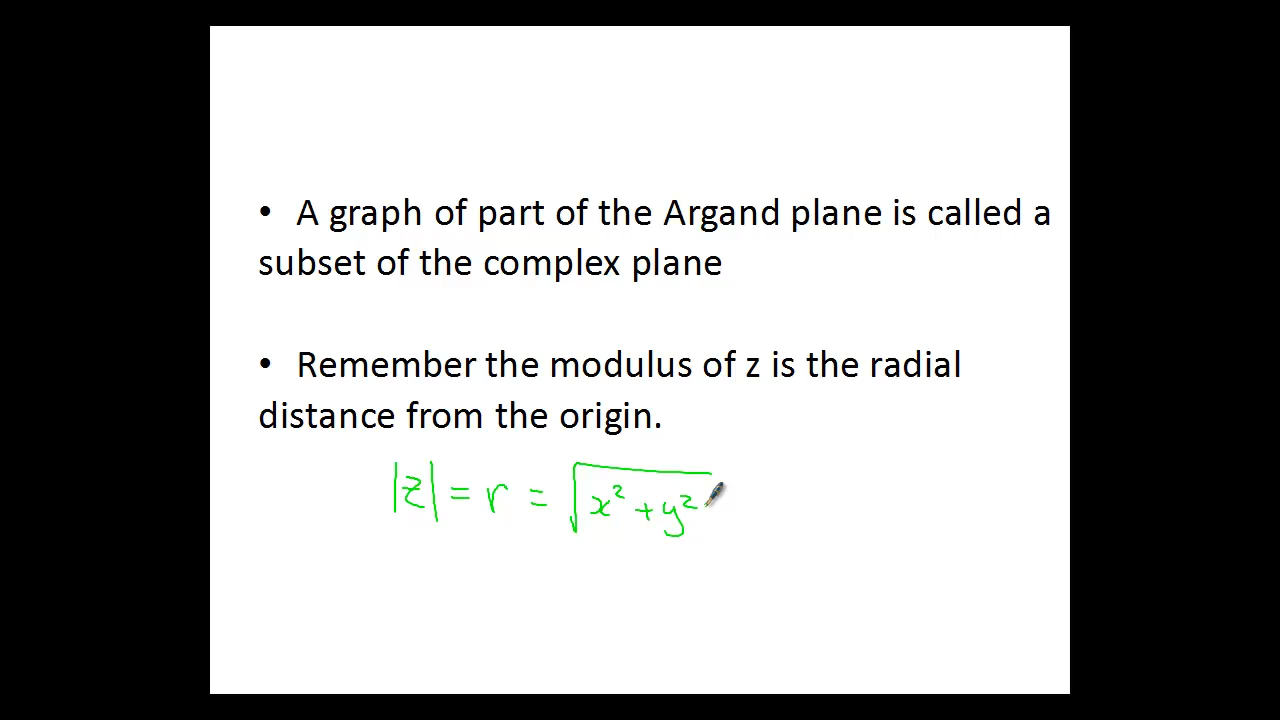 • A graph of part of the Argand plane is called a
subset of the complex plane
• Remember the modulus of z is the radial
distance from the origin.
|z| = r = √(x² + y²)